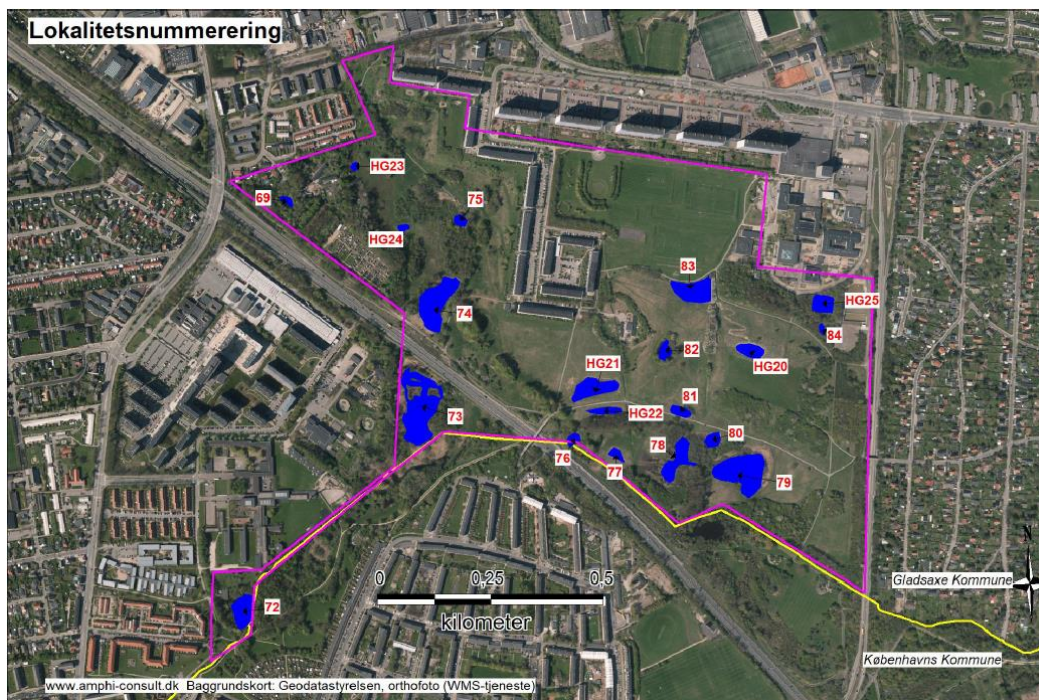 Lokalitetsnummerering
HG23
69
75
HG24
83
HG25
74
84
82
HG20
HG21
81
73
HG22
78
80
76
77
79
N
0 0,25 0,5
kilometer
Gladsaxe Kommune
72
Københavns Kommune
www.amphi-consult.dk Baggrundskort: Geodatastyrelsen, orthofoto (WMS-tjeneste)